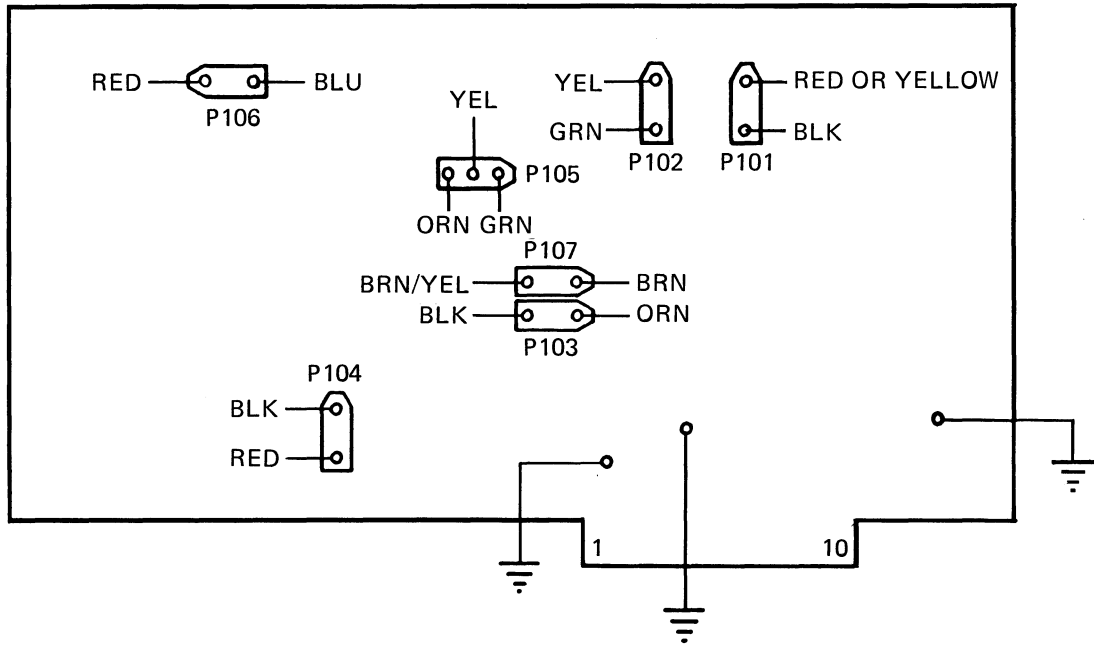 RED BLU
P106
YEL
YEL
GRN
P102
RED OR YELLOW
BLK
P101
P105
ORN GRN
P107
BRN/YEL BRN
BLK ORN
P103
P104
BLK
RED
1 10